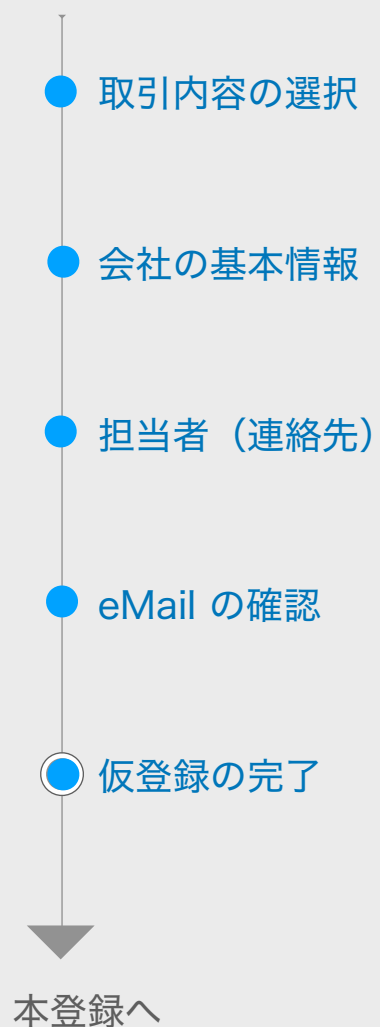 取引内容の選択
会社の基本情報
担当者（連絡先）
eMail の確認
仮登録の完了
本登録へ